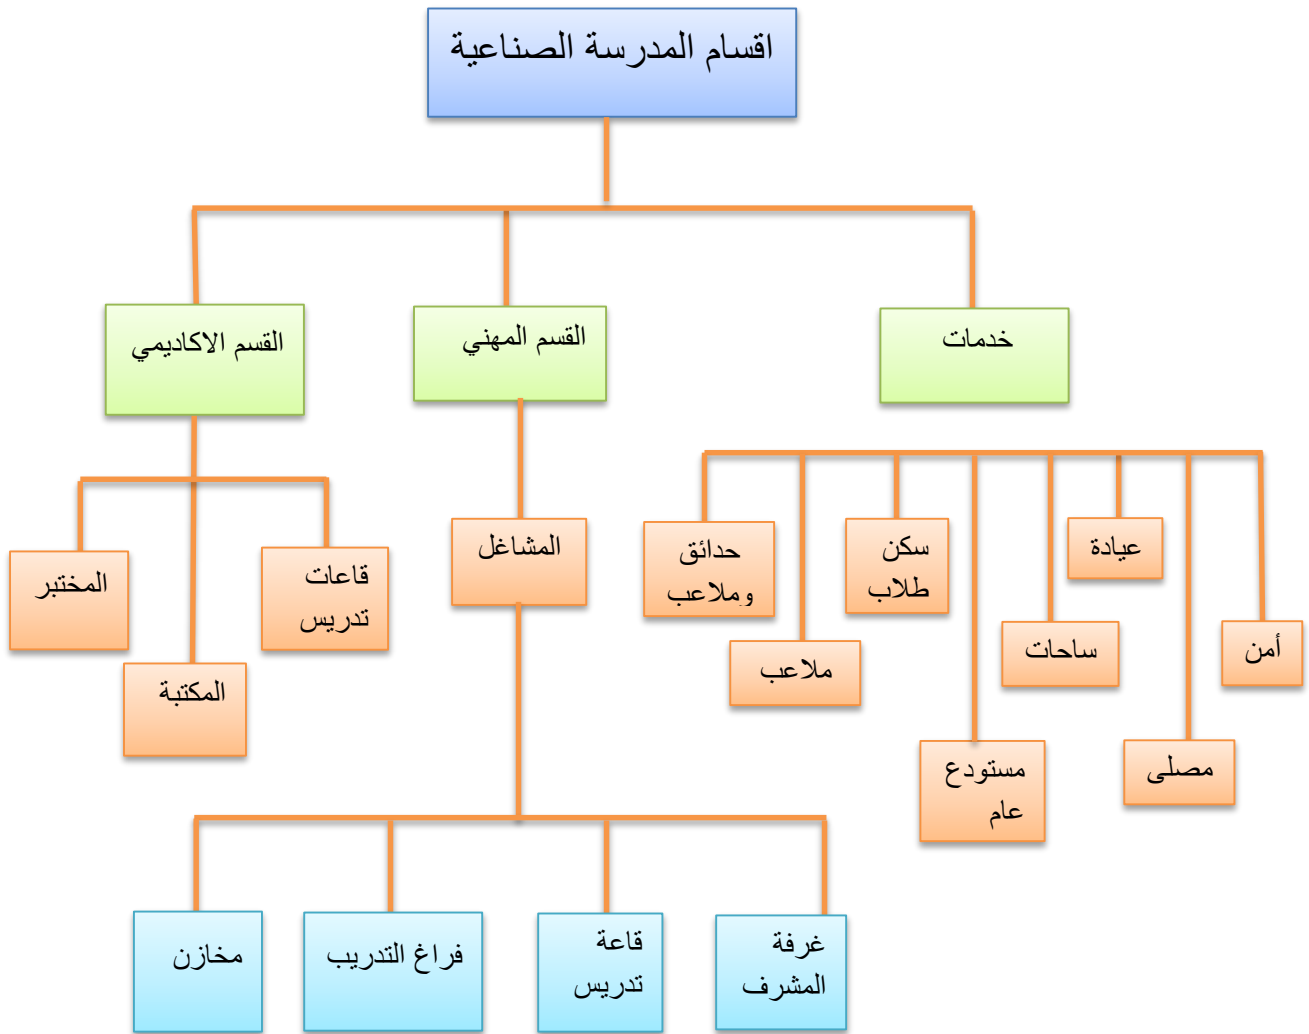 اقسام المدرسة الصناعية
خدمات
القسم المهني
القسم الاكاديمي
أمن
مصلى
عيادة
ساحات
مستودع
عام
سكن
طلاب
ملاعب
حدائق
وملاعب
المشاغل
قاعات
تدريس
المكتبة
المختبر
غرفة
المشرف
قاعة
تدريس
فراغ التدريب
مخازن